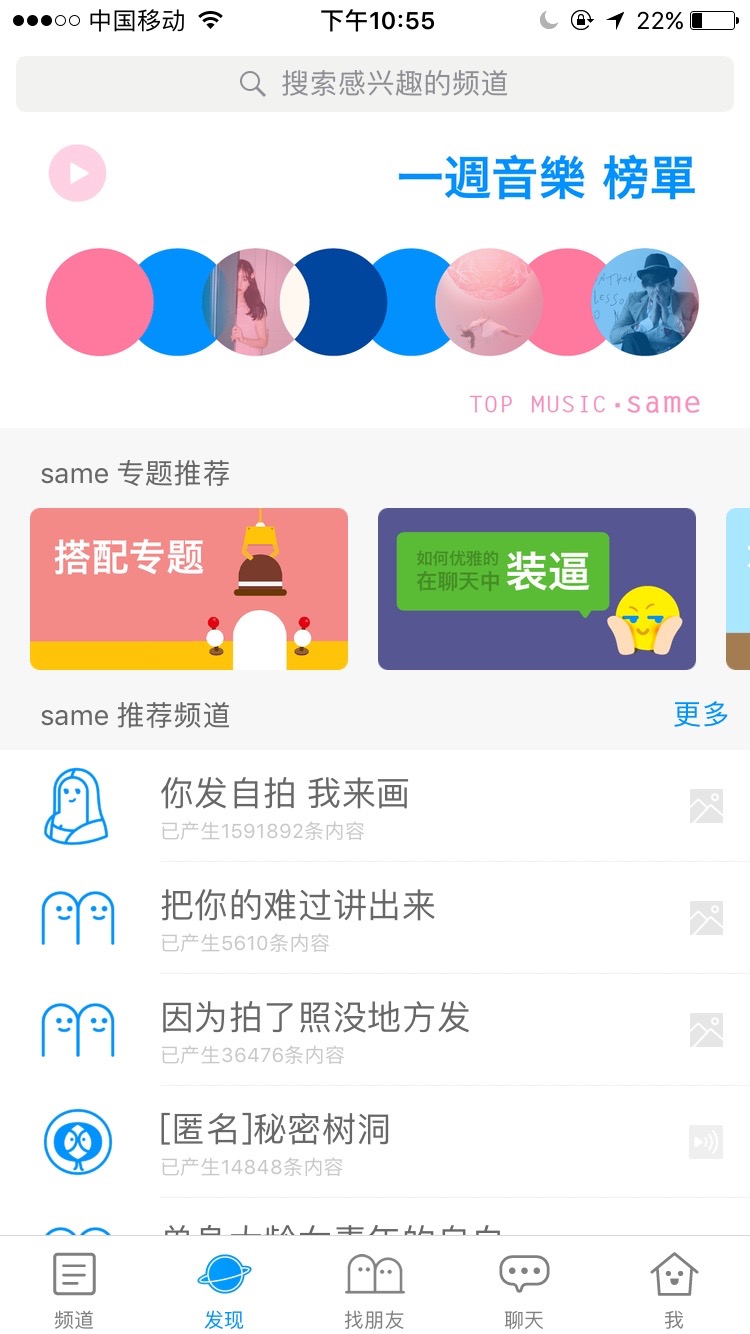 中国移动 下午10:55 22%
搜索感兴趣的频道
一週音樂 榜單
TOP MUSIC·same
same 专题推荐
搭配专题
如何优雅的
在聊天中 装逼
same 推荐频道 更多
你发自拍 我来画
已产生1591892条内容
把你的难过讲出来
已产生5610条内容
因为拍了照没地方发
已产生36476条内容
[匿名]秘密树洞
已产生14848条内容
频道 发现 找朋友 聊天 我